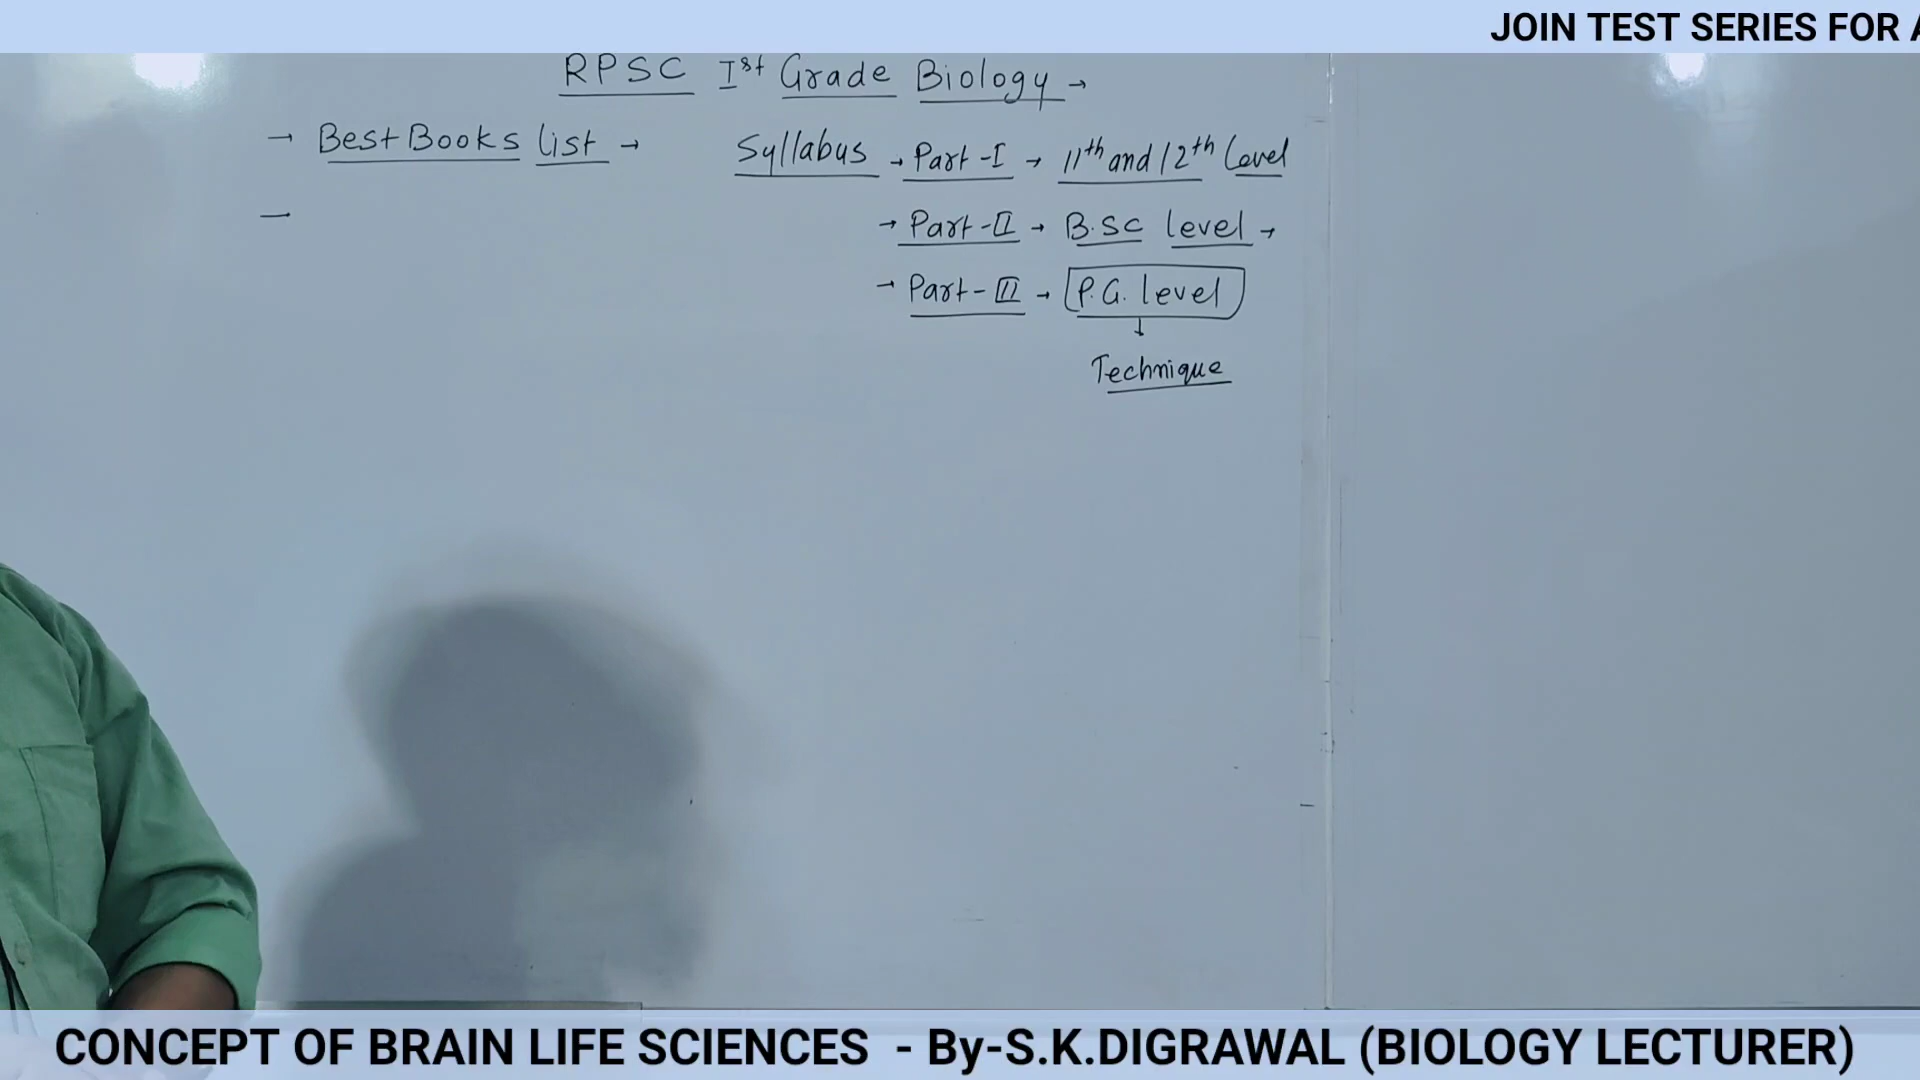 JOIN TEST SERIES FOR A
RPSC Ist Grade Biology →
→ Best Books list → Syllabus → Part-I → 11th and 12th Level
→ Part-II → B.SC level →
→ Part-III → P.G. level
↓
Technique
CONCEPT OF BRAIN LIFE SCIENCES - By-S.K.DIGRAWAL (BIOLOGY LECTURER)